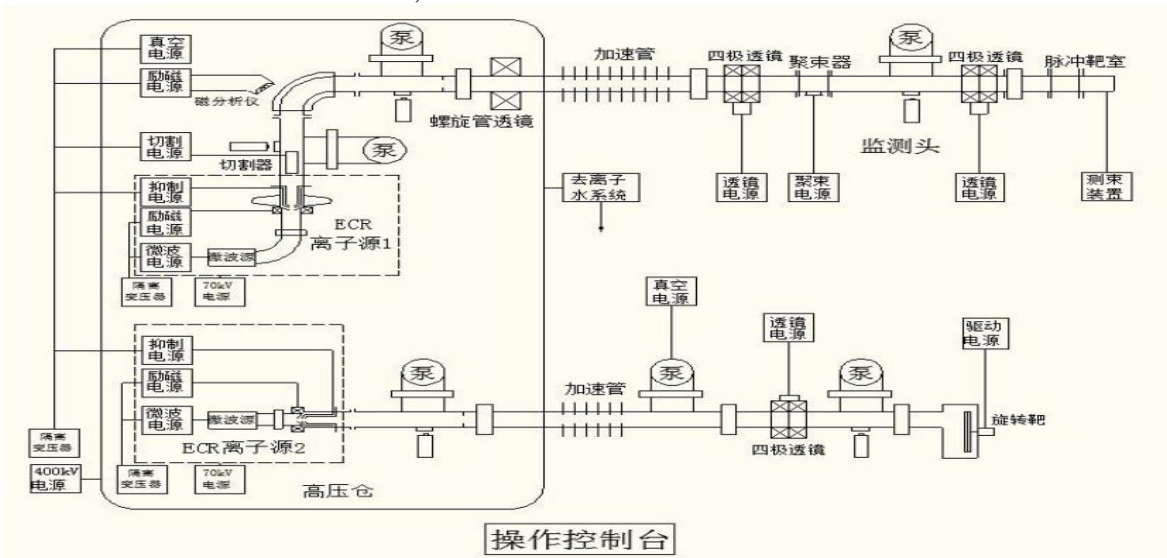 泵
泵
真空
电源
加速管
四极透镜
聚束器
四极透镜
脉冲靶室
励磁
电源
磁分析仪
螺旋管透镜
监测头
切割
电源
切割器
泵
抑制
电源
去离子
水系统
透镜
电源
聚束
电源
透镜
电源
测束
装置
励磁
电源
ECR
离子源1
微波
电源
微波源
隔离
变压器
70kV
电源
真空
电源
透镜
电源
驱动
电源
抑制
电源
泵
泵
励磁
电源
加速管
微波
电源
微波源
旋转靶
ECR离子源2
四极透镜
隔离
变压器
400kV
电源
隔离
变压器
70kV
电源
高压仓
操作控制台